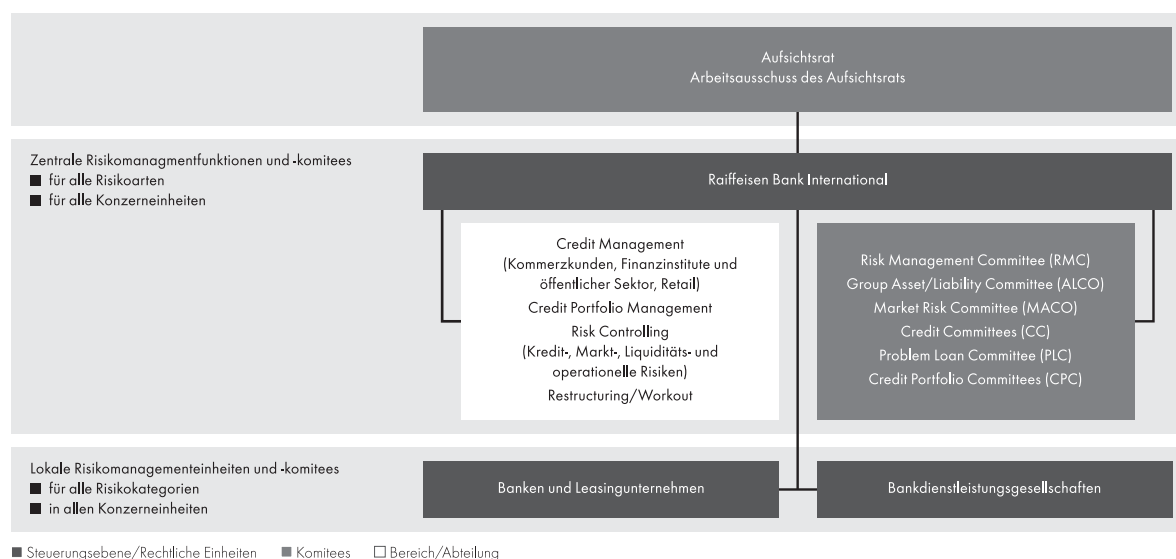 Aufsichtsrat
Arbeitsausschuss des Aufsichtsrats
Zentrale Risikomanagmentfunktionen und -komitees
für alle Risikoarten
für alle Konzerneinheiten
Raiffeisen Bank International
Credit Management
(Kommerzkunden, Finanzinstitute und
öffentlicher Sektor, Retail)
Credit Portfolio Management
Risk Controlling
(Kredit-, Markt-, Liquiditäts- und
operationelle Risiken)
Restructuring/Workout
Risk Management Committee (RMC)
Group Asset/Liability Committee (ALCO)
Market Risk Committee (MACO)
Credit Committees (CC)
Problem Loan Committee (PLC)
Credit Portfolio Committees (CPC)
Lokale Risikomanagementeinheiten und -komitees
für alle Risikokategorien
in allen Konzerneinheiten
Banken und Leasingunternehmen
Bankdienstleistungsgesellschaften
Steuerungsebene/Rechtliche Einheiten Komitees Bereich/Abteilung